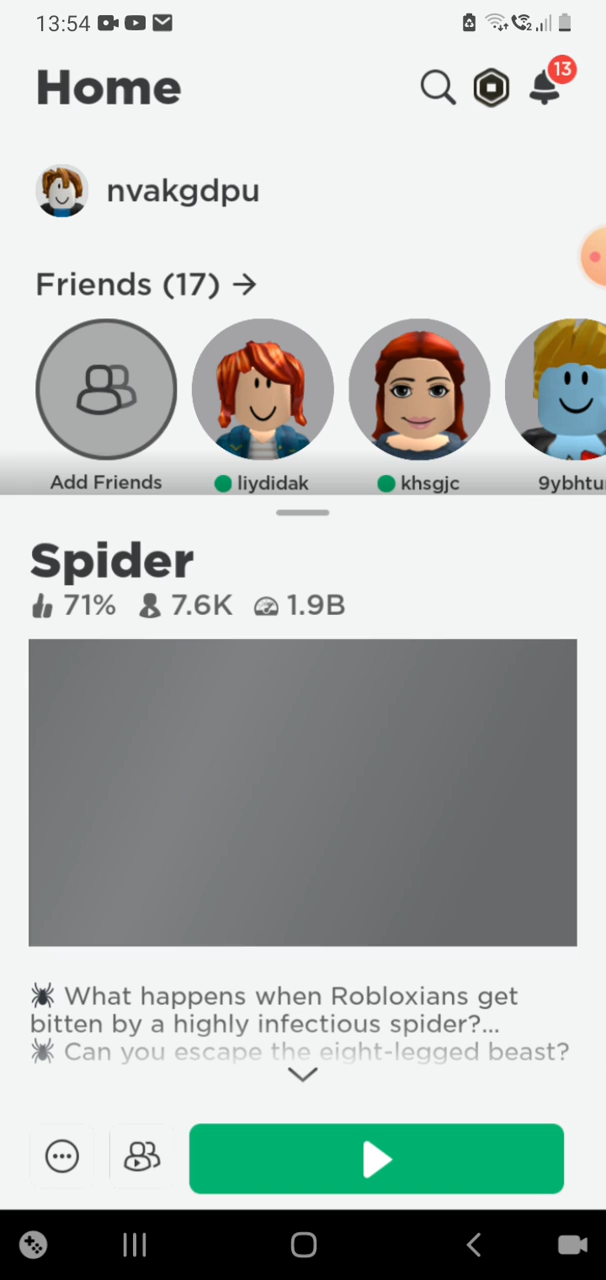 13:54
Home
13
nvakgdpu
Friends (17) →
Add Friends
liydidak
khsgjc
9ybhtu
Spider
71% 7.6K 1.9B
🕷 What happens when Robloxians get
bitten by a highly infectious spider?...
🕷 Can you escape the eight-legged beast?